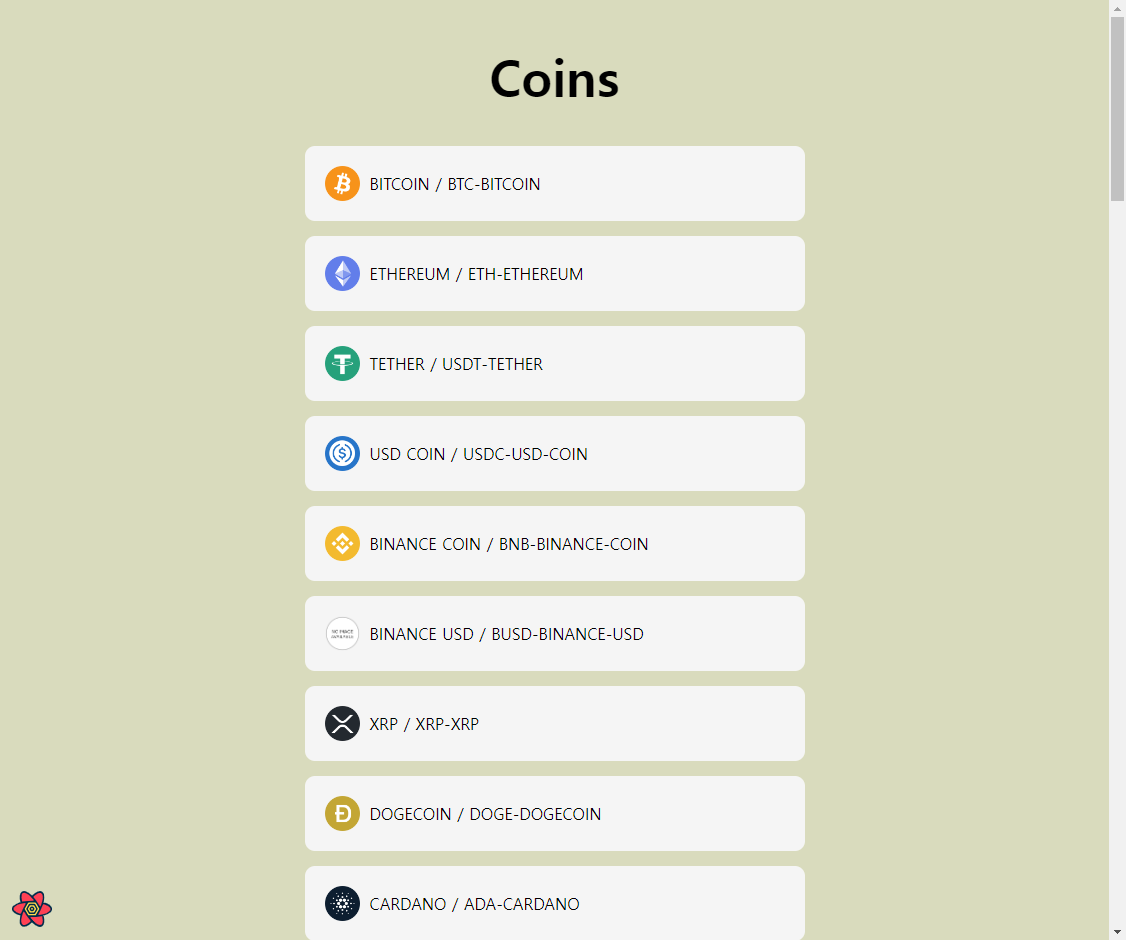 Coins
BITCOIN / BTC-BITCOIN
ETHEREUM / ETH-ETHEREUM
TETHER / USDT-TETHER
USD COIN / USDC-USD-COIN
BINANCE COIN / BNB-BINANCE-COIN
BINANCE USD / BUSD-BINANCE-USD
XRP / XRP-XRP
DOGECOIN / DOGE-DOGECOIN
CARDANO / ADA-CARDANO